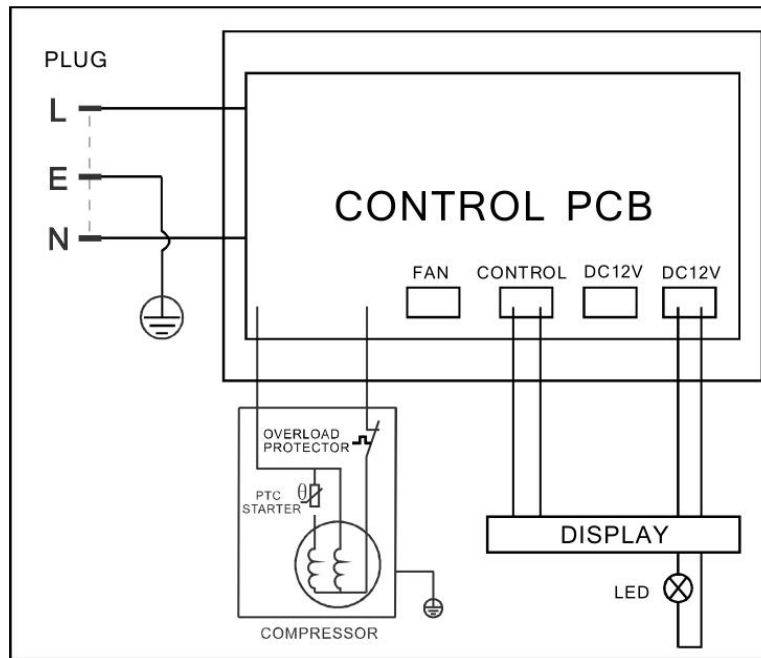 PLUG
L
E
N
CONTROL PCB
FAN
CONTROL
DC12V
DC12V
OVERLOAD
PROTECTOR
θ
PTC
STARTER
DISPLAY
LED
COMPRESSOR